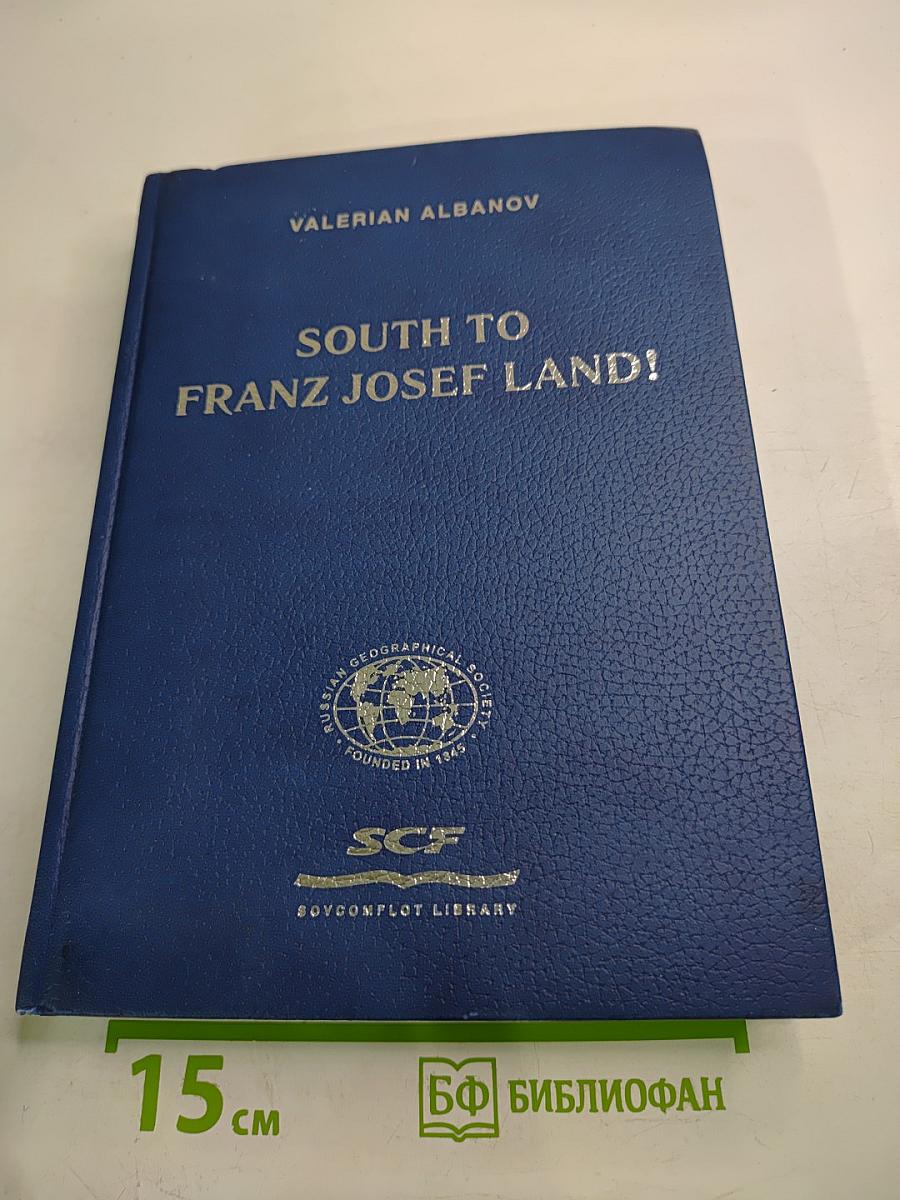 VALERIAN ALBANOV
SOUTH TO
FRANZ JOSEF LAND!
RUSSIAN GEOGRAPHICAL SOCIETY
FOUNDED IN 1845
SCF
SOVCOMFLOT LIBRARY
15 см
БФ БИБЛИОФАН